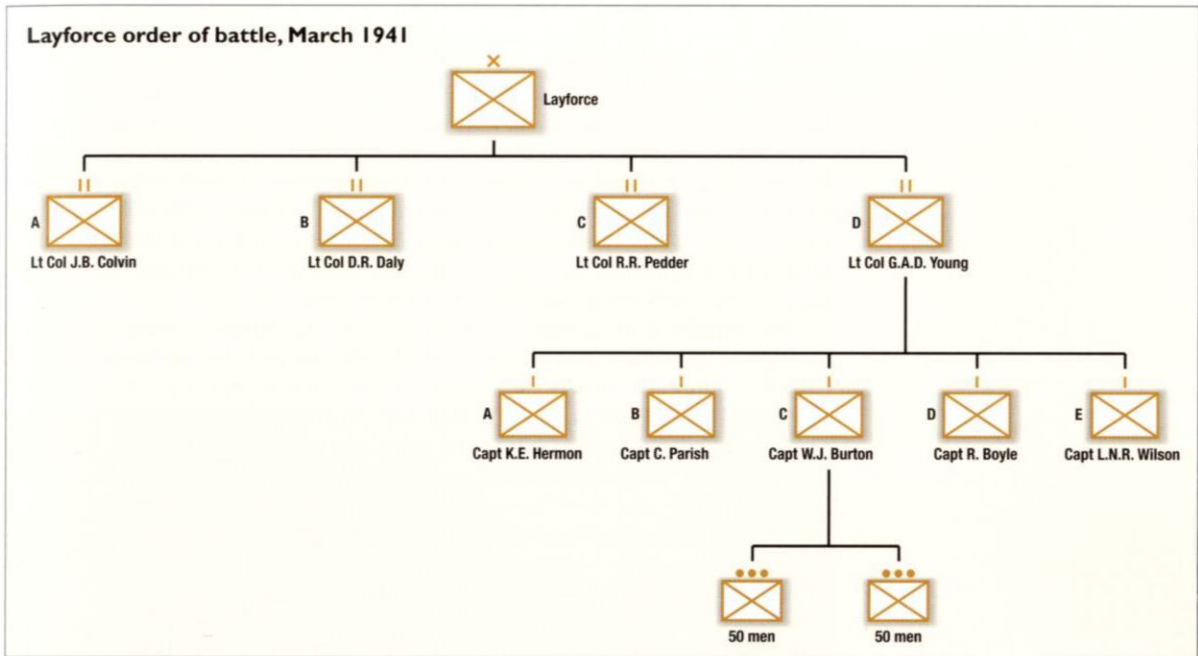 Layforce order of battle, March 1941
Layforce
A
Lt Col J.B. Colvin
B
Lt Col D.R. Daly
C
Lt Col R.R. Pedder
D
Lt Col G.A.D. Young
A
Capt K.E. Hermon
B
Capt C. Parish
C
Capt W.J. Burton
D
Capt R. Boyle
E
Capt L.N.R. Wilson
50 men
50 men